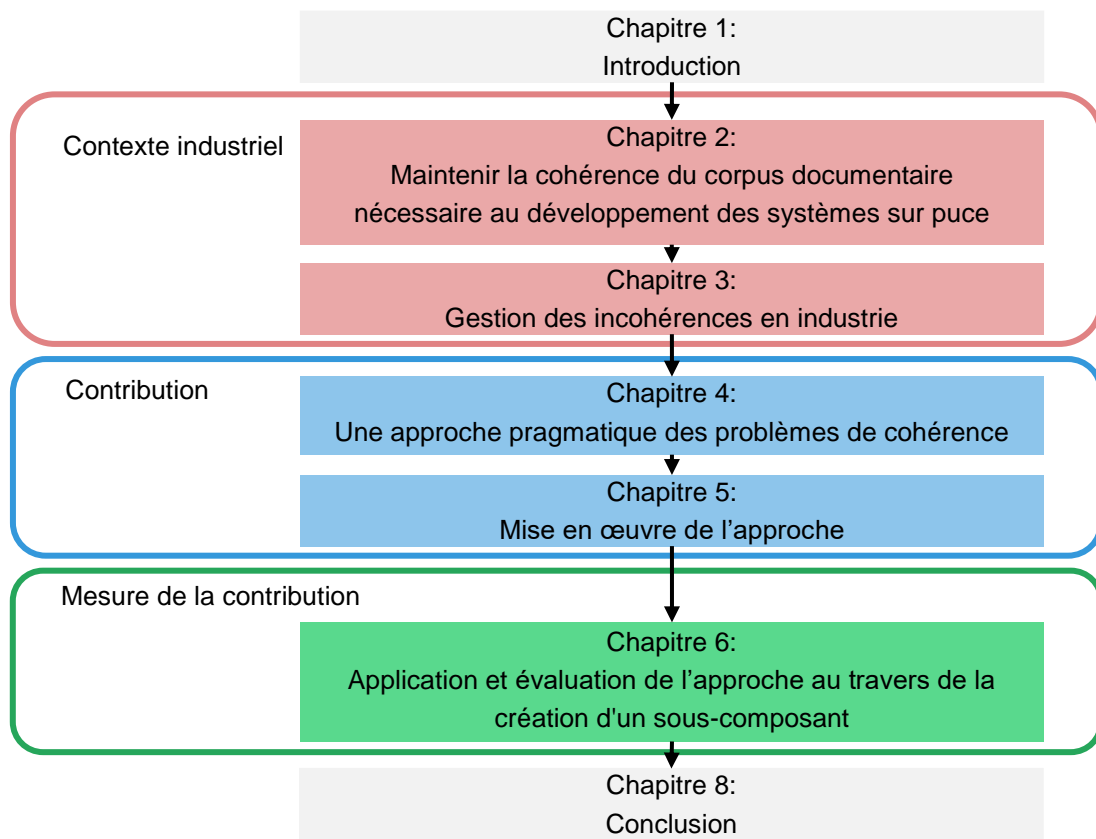 Chapitre 1:
Introduction
Contexte industriel
Chapitre 2:
Maintenir la cohérence du corpus documentaire
nécessaire au développement des systèmes sur puce
Chapitre 3:
Gestion des incohérences en industrie
Contribution
Chapitre 4:
Une approche pragmatique des problèmes de cohérence
Chapitre 5:
Mise en œuvre de l’approche
Mesure de la contribution
Chapitre 6:
Application et évaluation de l’approche au travers de la
création d'un sous-composant
Chapitre 8:
Conclusion